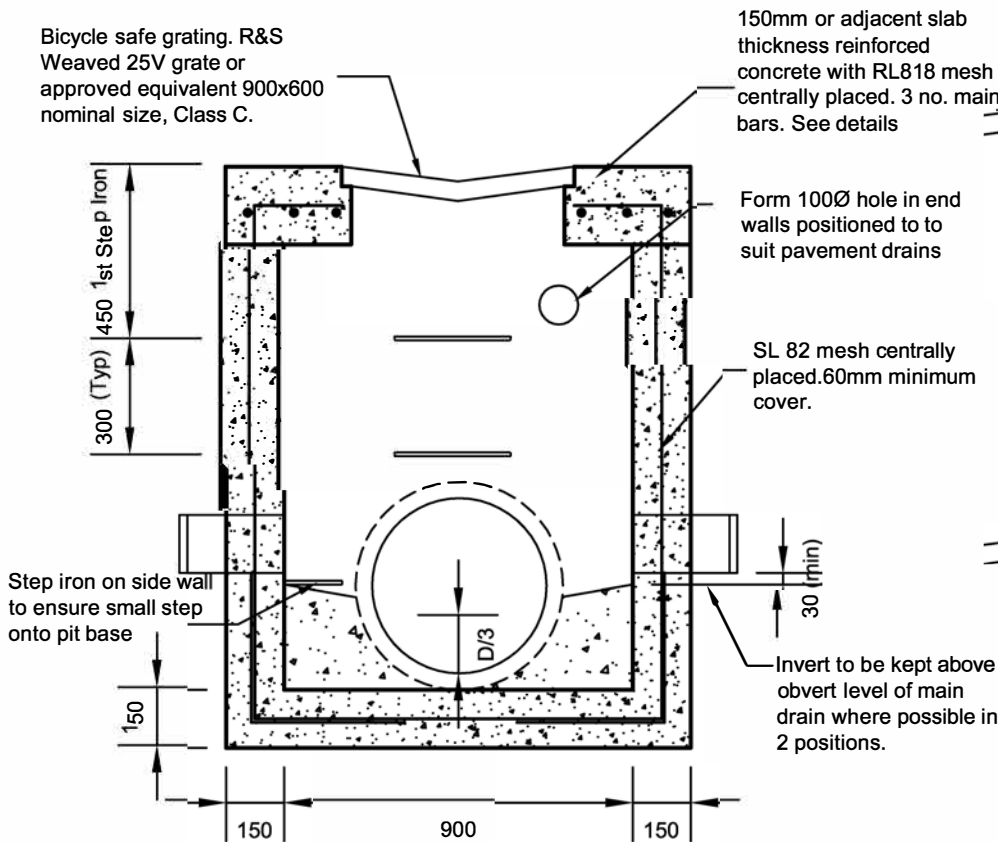 Bicycle safe grating. R&S
Weaved 25V grate or
approved equivalent 900x600
nominal size, Class C.
150mm or adjacent slab
thickness reinforced
concrete with RL818 mesh
centrally placed. 3 no. main
bars. See details
Form 100Ø hole in end
walls positioned to to
suit pavement drains
SL 82 mesh centrally
placed.60mm minimum
cover.
450 1st Step Iron
300 (Typ)
Step iron on side wall
to ensure small step
onto pit base
D/3
30 (min)
Invert to be kept above
obvert level of main
drain where possible in
2 positions.
150
150
900
150